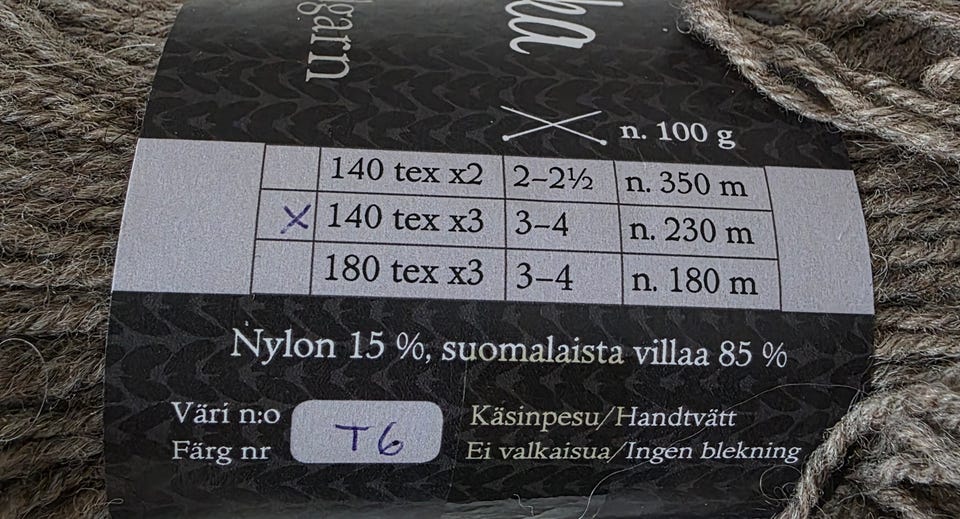 n. 100 g
140 tex x2 2–2½ n. 350 m
X 140 tex x3 3–4 n. 230 m
180 tex x3 3–4 n. 180 m
Nylon 15 %, suomalaista villaa 85 %
Väri n:o
Färg nr
T6
Käsinpesu/Handtvätt
Ei valkaisua/Ingen blekning